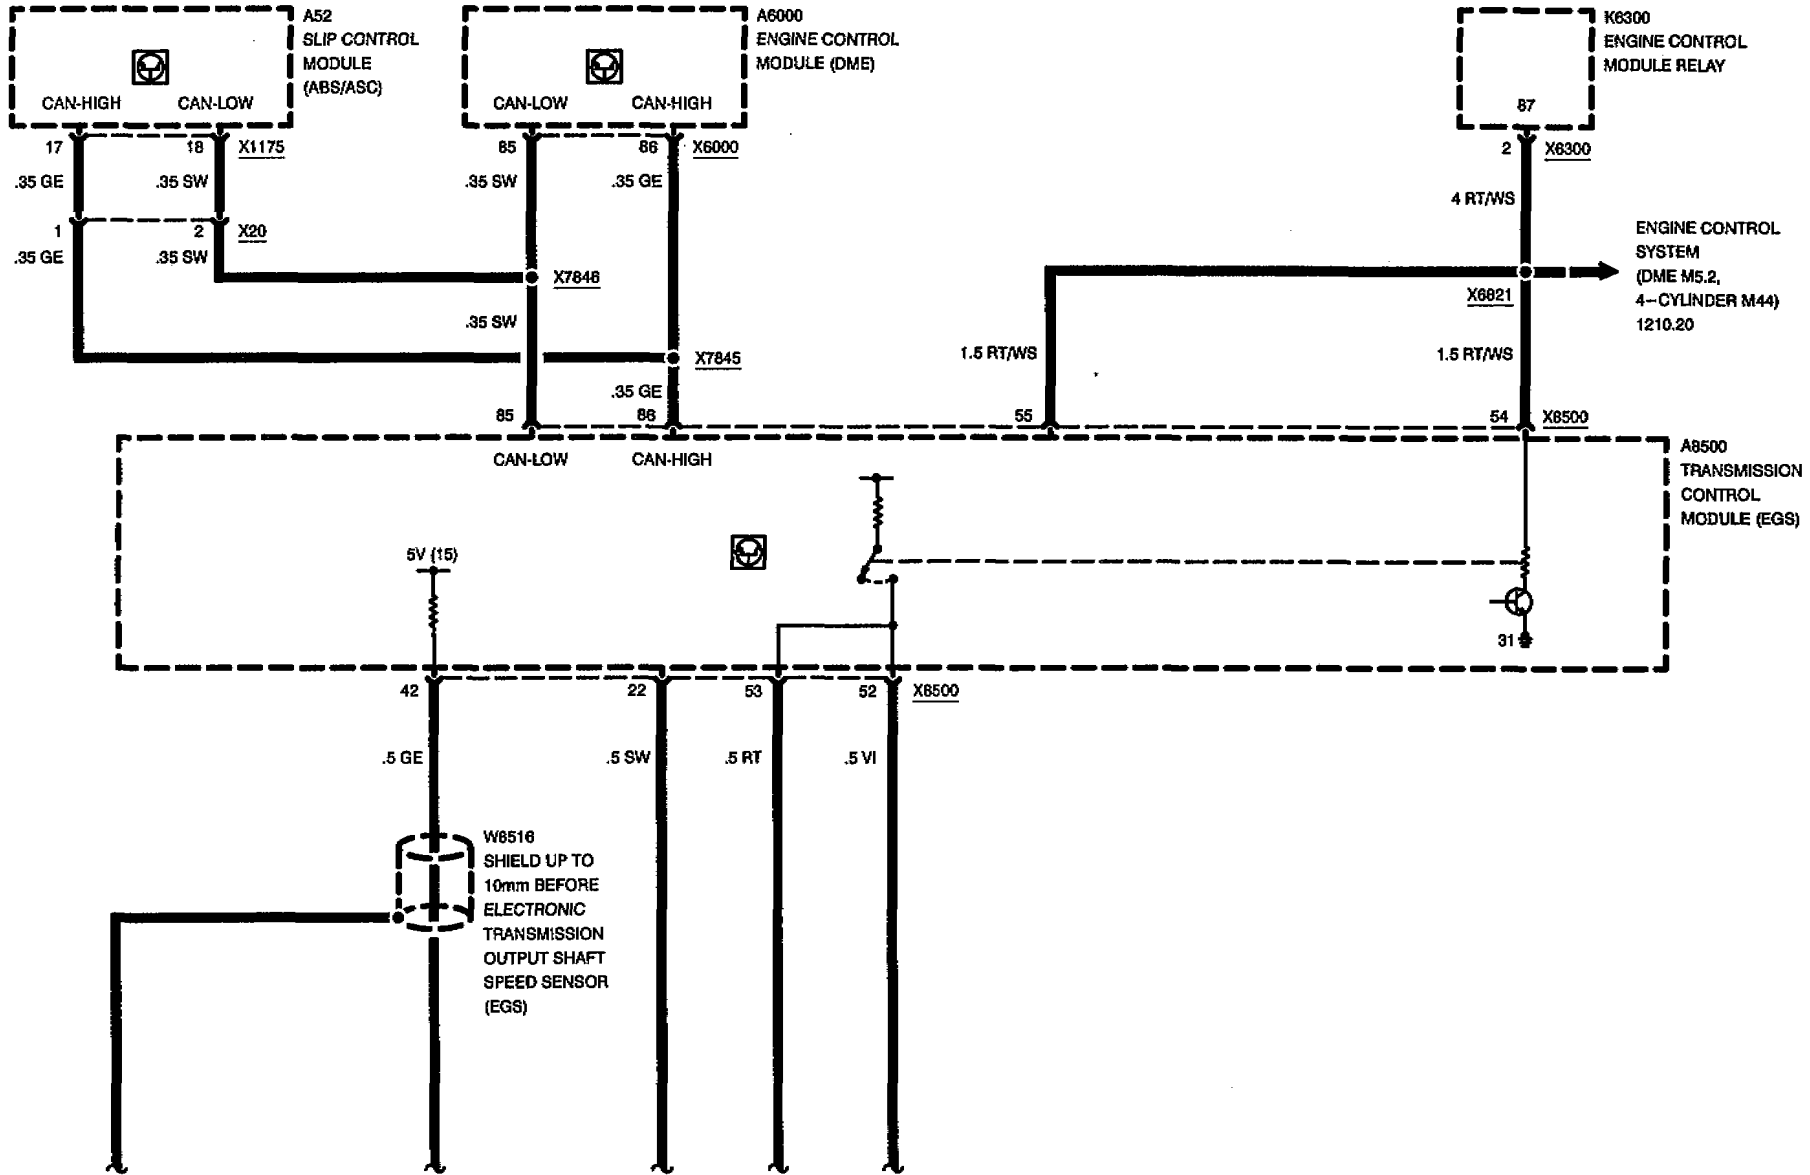 A52
SLIP CONTROL
MODULE
(ABS/ASC)
CAN-HIGH
CAN-LOW
A6000
ENGINE CONTROL
MODULE (DME)
CAN-LOW
CAN-HIGH
K6300
ENGINE CONTROL
MODULE RELAY
87
17
18
X1175
85
86
X6000
2
X6300
.35 GE
.35 SW
.35 SW
.35 GE
4 RT/WS
1
2
X20
.35 GE
.35 SW
X7846
ENGINE CONTROL
SYSTEM
(DME M5.2,
4-CYLINDER M44)
1210.20
X6821
.35 SW
X7845
1.5 RT/WS
1.5 RT/WS
.35 GE
85
86
55
54
X8500
CAN-LOW
CAN-HIGH
A8500
TRANSMISSION
CONTROL
MODULE (EGS)
5V (15)
31
42
22
53
52
X8500
.5 GE
.5 SW
.5 RT
.5 VI
W8516
SHIELD UP TO
10mm BEFORE
ELECTRONIC
TRANSMISSION
OUTPUT SHAFT
SPEED SENSOR
(EGS)